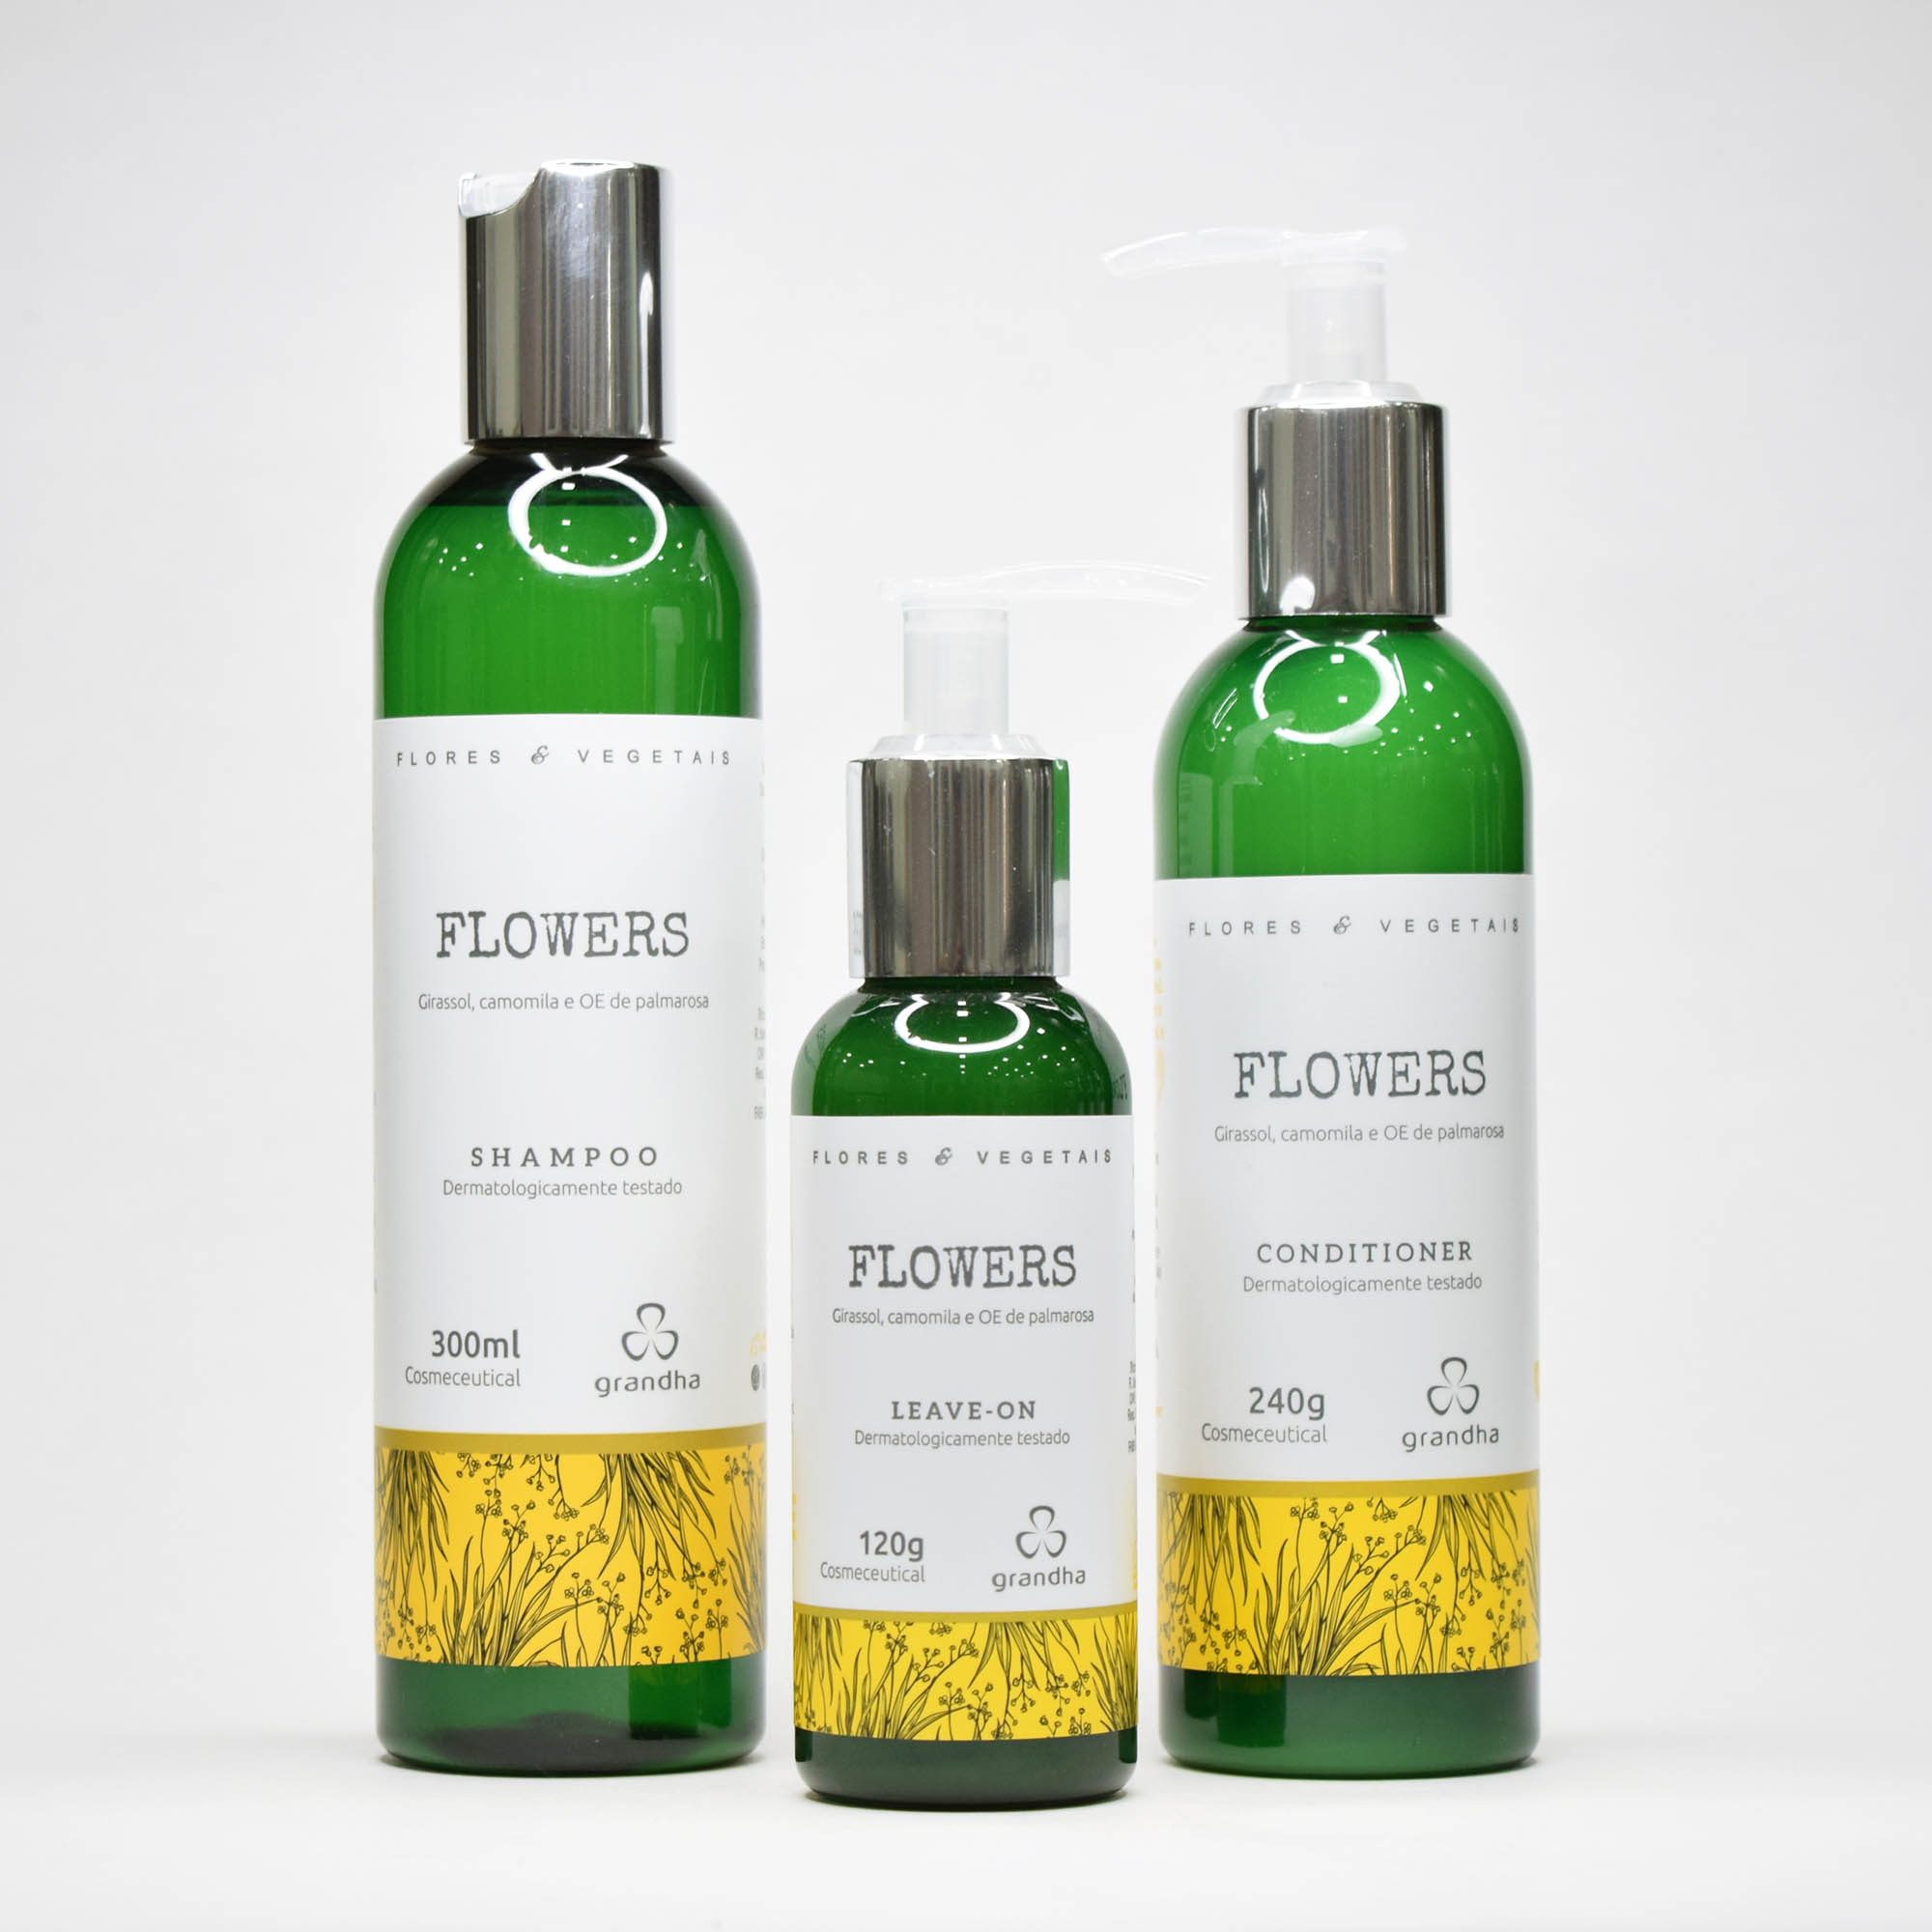 FLORES & VEGETAIS
FLOWERS
Girassol, camomila e OE de palmarosa
SHAMPOO
Dermatologicamente testado
300ml
Cosmeceutical
grandha
FLORES & VEGETAIS
FLOWERS
Girassol, camomila e OE de palmarosa
LEAVE-ON
Dermatologicamente testado
120g
Cosmeceutical
grandha
FLORES & VEGETAIS
FLOWERS
Girassol, camomila e OE de palmarosa
CONDITIONER
Dermatologicamente testado
240g
Cosmeceutical
grandha